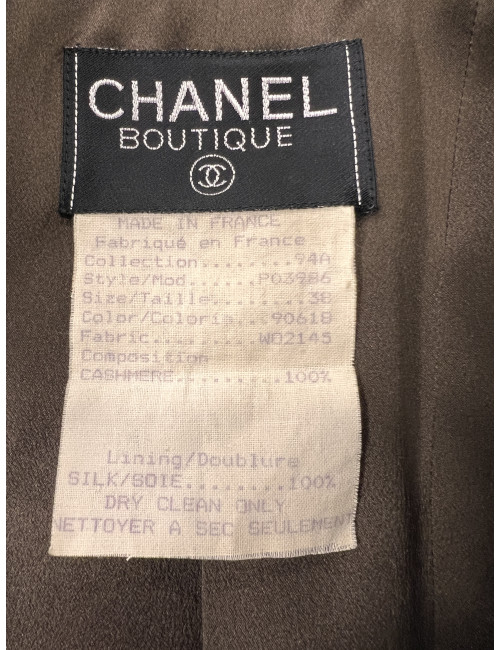 CHANEL
BOUTIQUE
MADE IN FRANCE
Fabriqué en France
Collection........94A
Style/Mod......P03986
Size/Taille........38
Color/Coloris...90618
Fabric.........W02145
Composition
CASHMERE.........100%
Lining/Doublure
SILK/SOIE........100%
DRY CLEAN ONLY
NETTOYER A SEC SEULEMENT